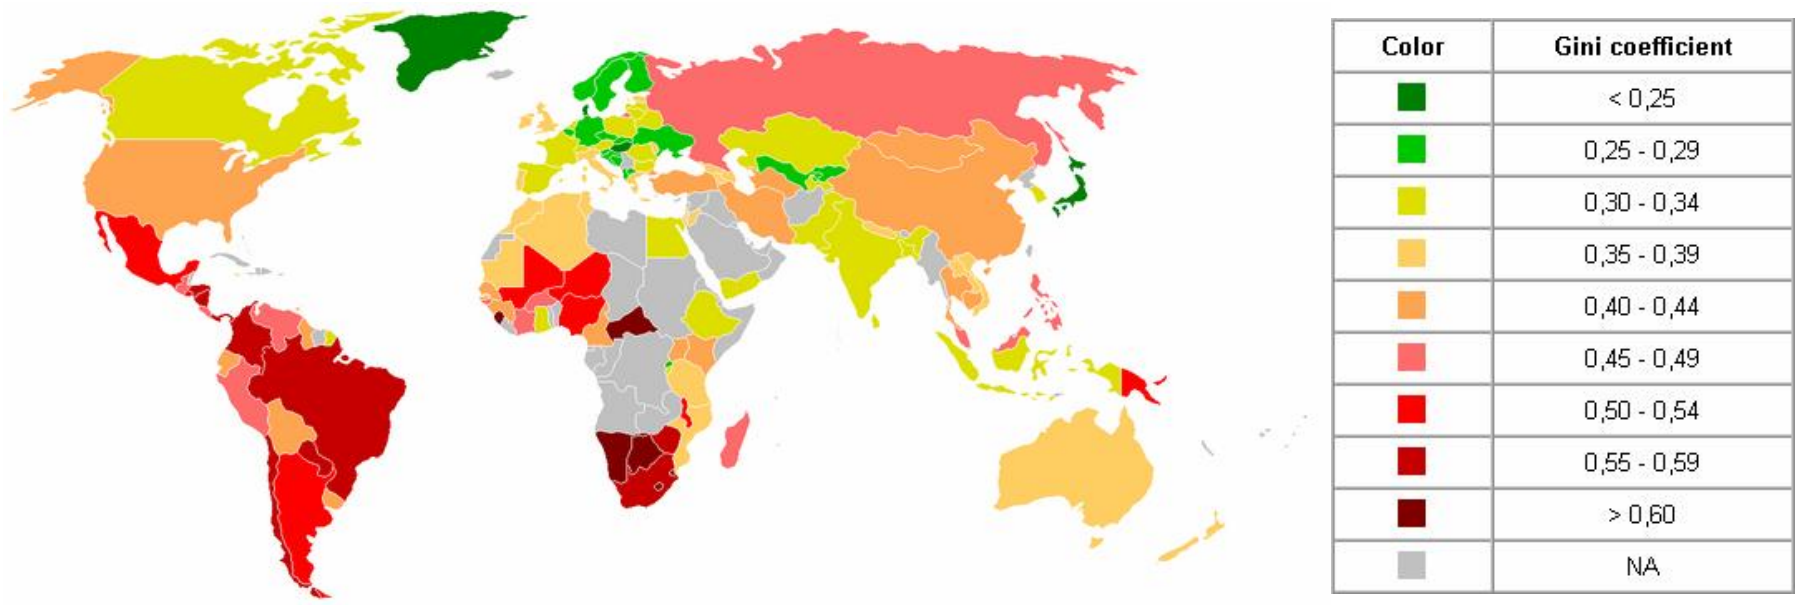 Color Gini coefficient
< 0,25
0,25 - 0,29
0,30 - 0,34
0,35 - 0,39
0,40 - 0,44
0,45 - 0,49
0,50 - 0,54
0,55 - 0,59
> 0,60
NA